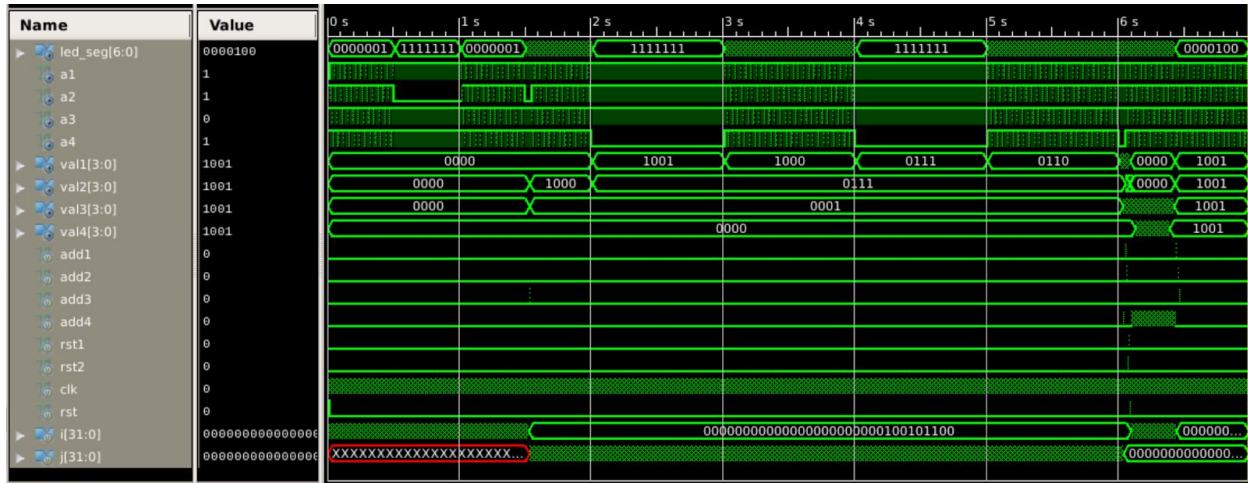 Name Value 0 s 1 s 2 s 3 s 4 s 5 s 6 s
led_seg[6:0] 0000100 0000001 1111111 0000001 1111111 1111111 0000100
a1 1
a2 1
a3 0
a4 1
val1[3:0] 1001 0000 1001 1000 0111 0110 0000 1001
val2[3:0] 1001 0000 1000 0111 0000 1001
val3[3:0] 1001 0000 0001 1001
val4[3:0] 1001 0000 1001
add1 0
add2 0
add3 0
add4 0
rst1 0
rst2 0
clk 0
rst 0
i[31:0] 0000000000000000 00000000000000000000000100101100 000000...
j[31:0] 0000000000000000 XXXXXXXXXXXXXXXXXXX... 0000000000000...